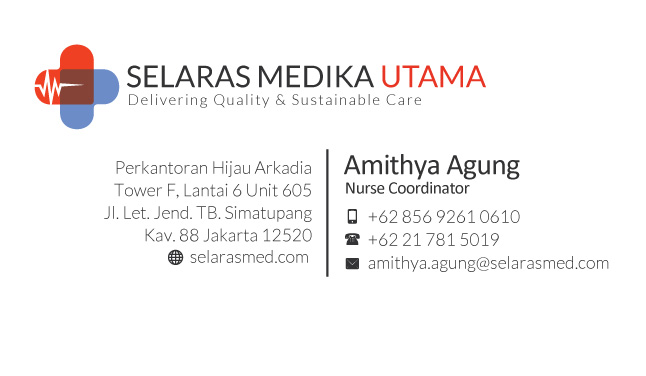 SELARAS MEDIKA UTAMA
Delivering Quality & Sustainable Care
Perkantoran Hijau Arkadia
Tower F, Lantai 6 Unit 605
Jl. Let. Jend. TB. Simatupang
Kav. 88 Jakarta 12520
selarasmed.com
Amithya Agung
Nurse Coordinator
+62 856 9261 0610
+62 21 781 5019
amithya.agung@selarasmed.com